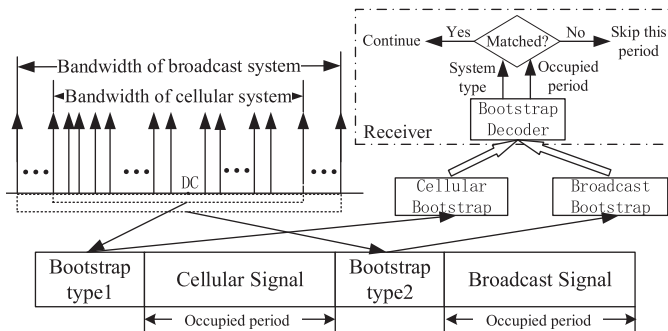 Bandwidth of broadcast system
Bandwidth of cellular system
DC
Continue
Yes
Matched?
No
Skip this
period
System
type
Occupied
period
Bootstrap
Decoder
Receiver
Cellular
Bootstrap
Broadcast
Bootstrap
Bootstrap
type1
Cellular Signal
Bootstrap
type2
Broadcast Signal
Occupied period
Occupied period